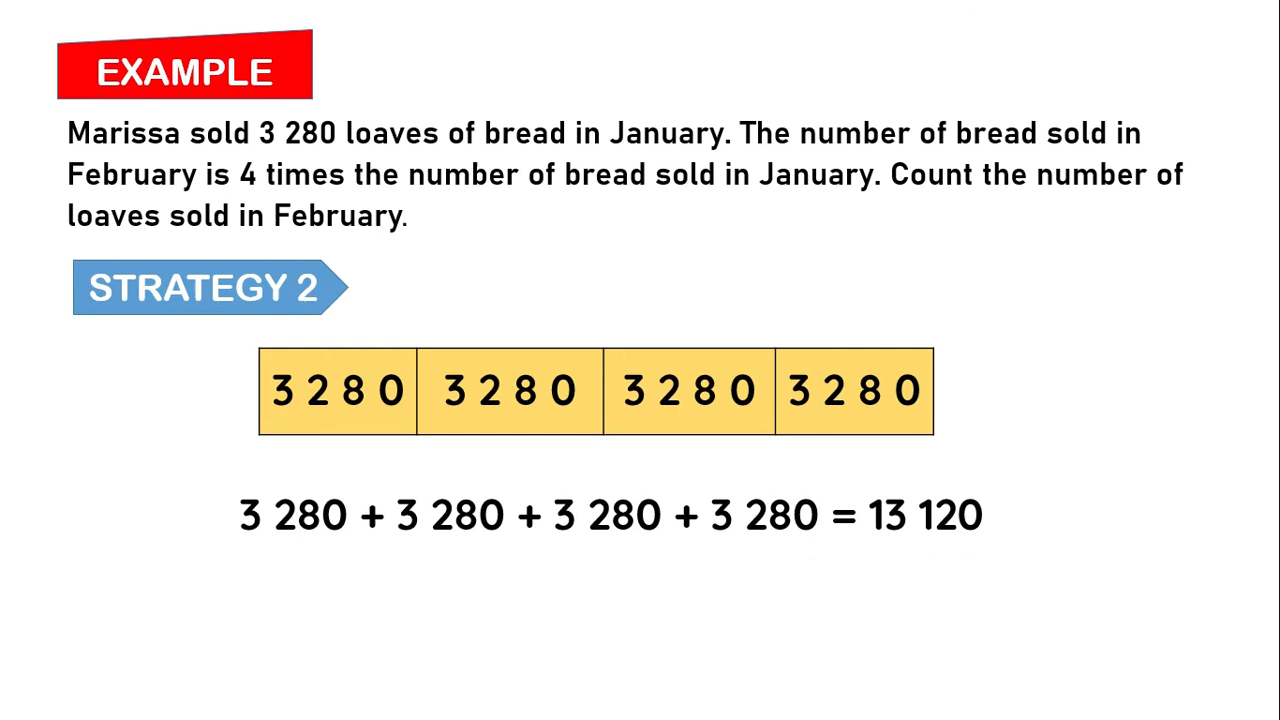 EXAMPLE
Marissa sold 3 280 loaves of bread in January. The number of bread sold in
February is 4 times the number of bread sold in January. Count the number of
loaves sold in February.
STRATEGY 2
3 2 8 0 3 2 8 0 3 2 8 0 3 2 8 0
3 280 + 3 280 + 3 280 + 3 280 = 13 120